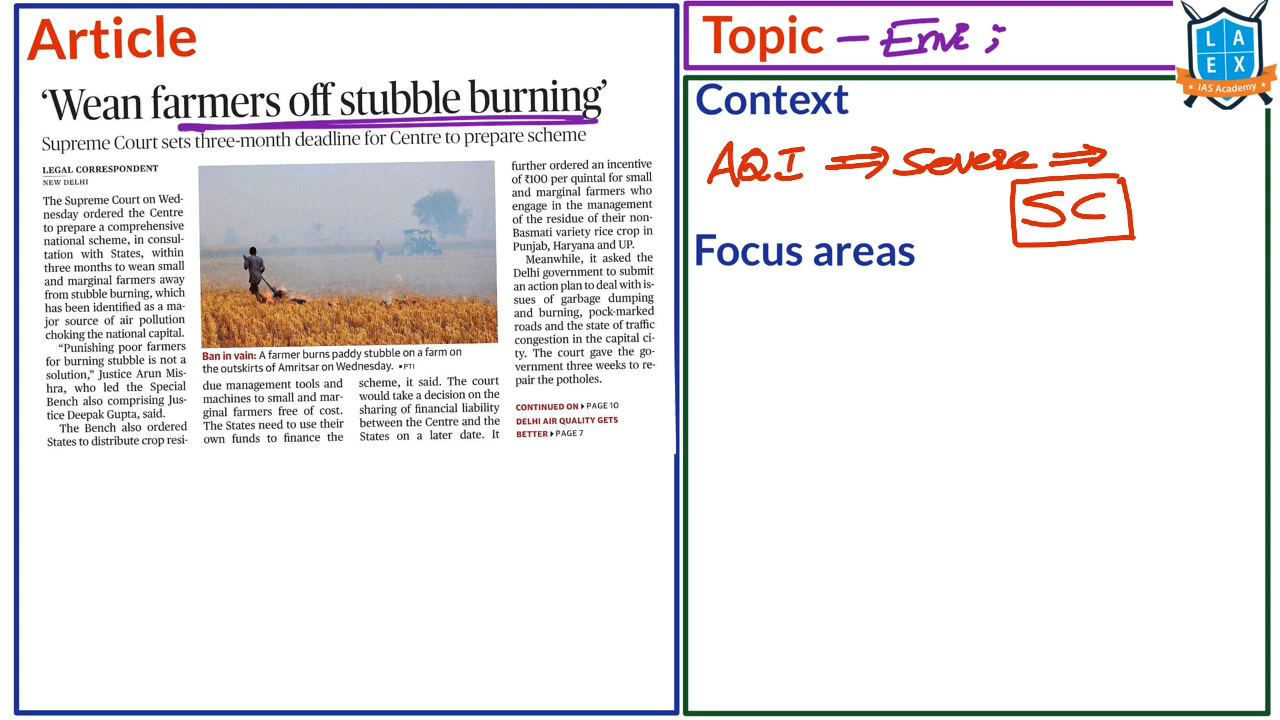 Article
'Wean farmers off stubble burning'
Supreme Court sets three-month deadline for Centre to prepare scheme
LEGAL CORRESPONDENT
NEW DELHI
The Supreme Court on Wed-
nesday ordered the Centre
to prepare a comprehensive
national scheme, in consul-
tation with States, within
three months to wean small
and marginal farmers away
from stubble burning, which
has been identified as a ma-
jor source of air pollution
choking the national capital.
"Punishing poor farmers
for burning stubble is not a
solution," Justice Arun Mis-
hra, who led the Special
Bench also comprising Jus-
tice Deepak Gupta, said.
The Bench also ordered
States to distribute crop resi-
Ban in vain: A farmer burns paddy stubble on a farm on
the outskirts of Amritsar on Wednesday. ▪PTI
due management tools and
machines to small and mar-
ginal farmers free of cost.
The States need to use their
own funds to finance the
scheme, it said. The court
would take a decision on the
sharing of financial liability
between the Centre and the
States on a later date. It
further ordered an incentive
of ₹100 per quintal for small
and marginal farmers who
engage in the management
of the residue of their non-
Basmati variety rice crop in
Punjab, Haryana and UP.
Meanwhile, it asked the
Delhi government to submit
an action plan to deal with is-
sues of garbage dumping
and burning, pock-marked
roads and the state of traffic
congestion in the capital ci-
ty. The court gave the go-
vernment three weeks to re-
pair the potholes.
CONTINUED ON ▸ PAGE 10
DELHI AIR QUALITY GETS
BETTER ▸ PAGE 7
Topic - Env ;
LAEX
IAS Academy
Context
AQI ⇒ Severe ⇒
SC
Focus areas